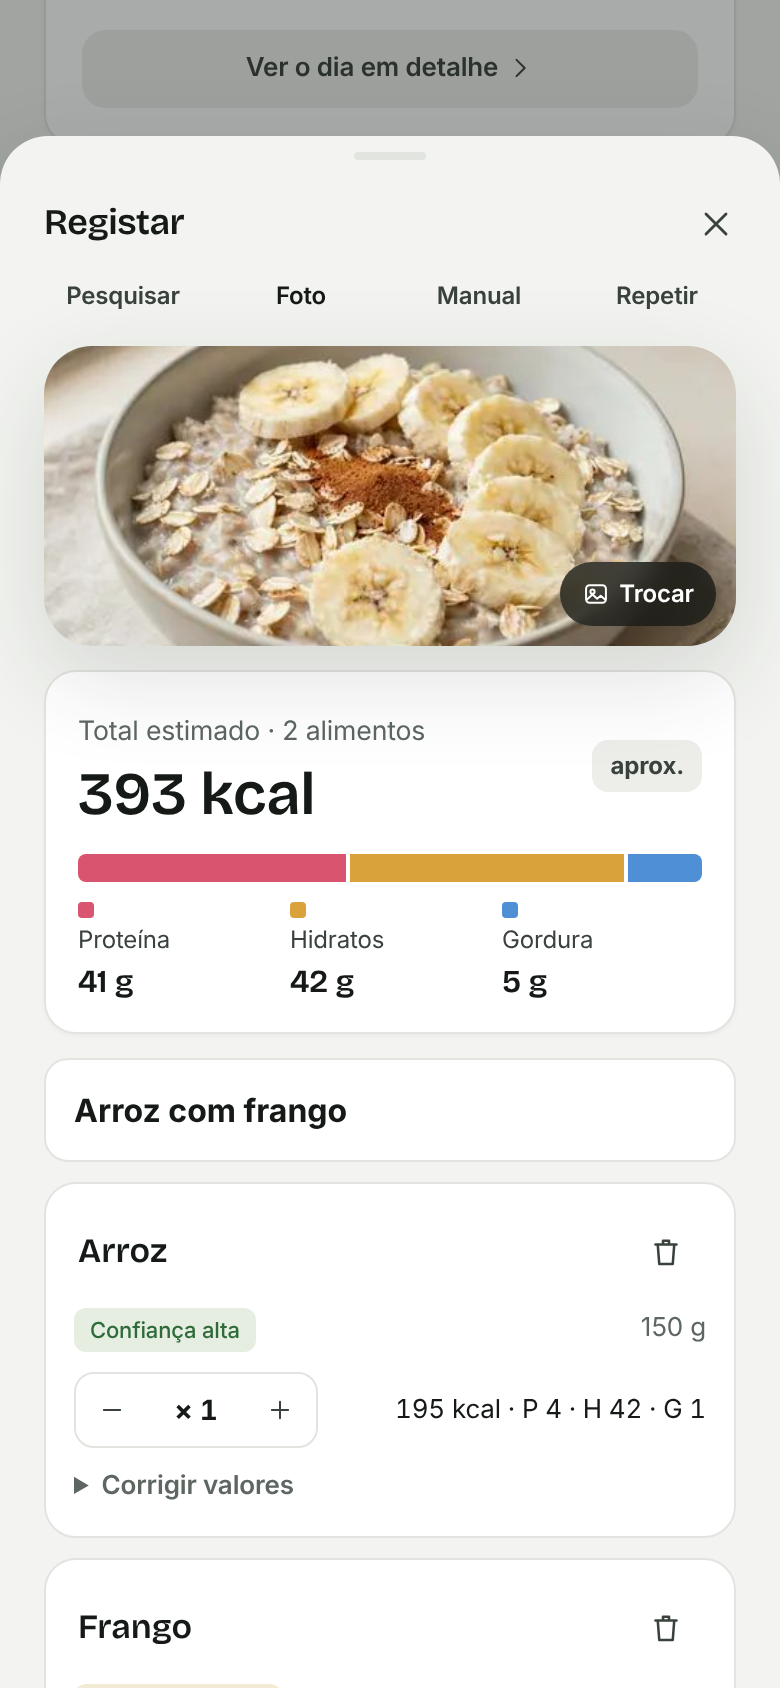 Ver o dia em detalhe
Registar
Pesquisar Foto Manual Repetir
Trocar
Total estimado · 2 alimentos
aprox.
393 kcal
Proteína Hidratos Gordura
41 g 42 g 5 g
Arroz com frango
Arroz
Confiança alta 150 g
− × 1 + 195 kcal · P 4 · H 42 · G 1
Corrigir valores
Frango